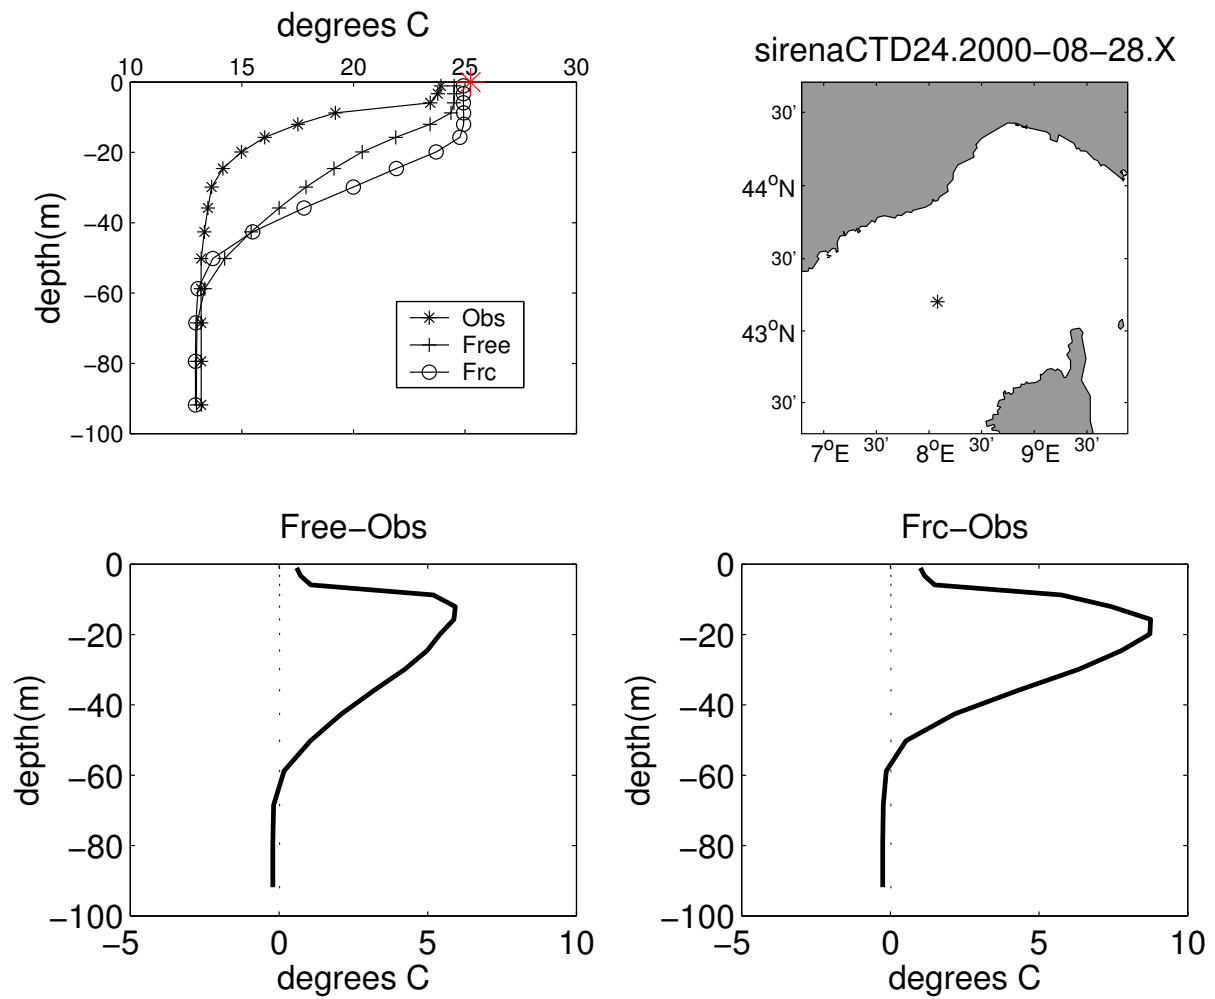 degrees C
10 15 20 25 30
0
−20
−40
−60
−80
−100
depth(m)
Obs
Free
Frc
sirenaCTD24.2000−08−28.X
30'
44°N
30'
43°N
30'
7°E 30' 8°E 30' 9°E 30'
Free−Obs
0
−20
−40
−60
−80
−100
depth(m)
−5 0 5 10
degrees C
Frc−Obs
0
−20
−40
−60
−80
−100
depth(m)
−5 0 5 10
degrees C